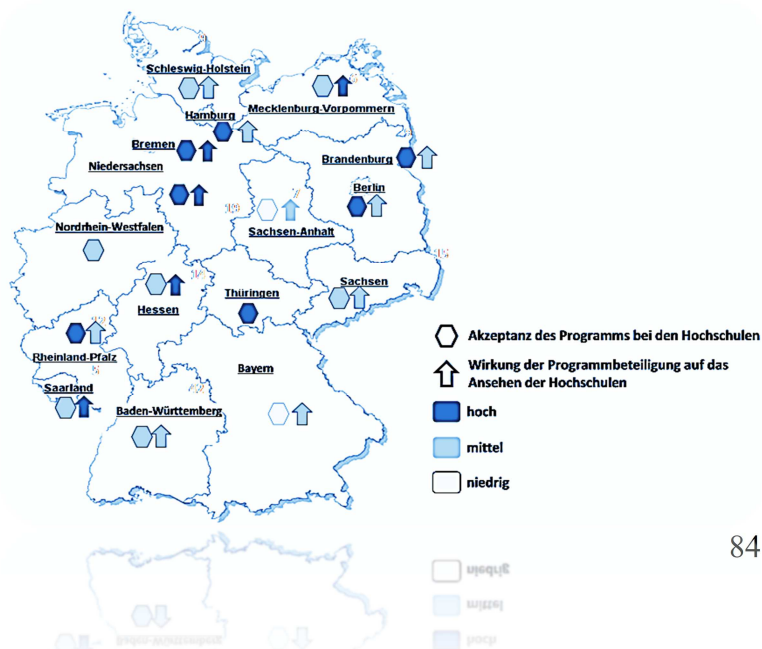 Schleswig-Holstein
Mecklenburg-Vorpommern
Hamburg
Bremen
Niedersachsen
Brandenburg
Berlin
Nordrhein-Westfalen
Sachsen-Anhalt
Sachsen
Hessen
Thüringen
Rheinland-Pfalz
Bayern
Saarland
Baden-Württemberg
Akzeptanz des Programms bei den Hochschulen
Wirkung der Programmbeteiligung auf das
Ansehen der Hochschulen
hoch
mittel
niedrig
84